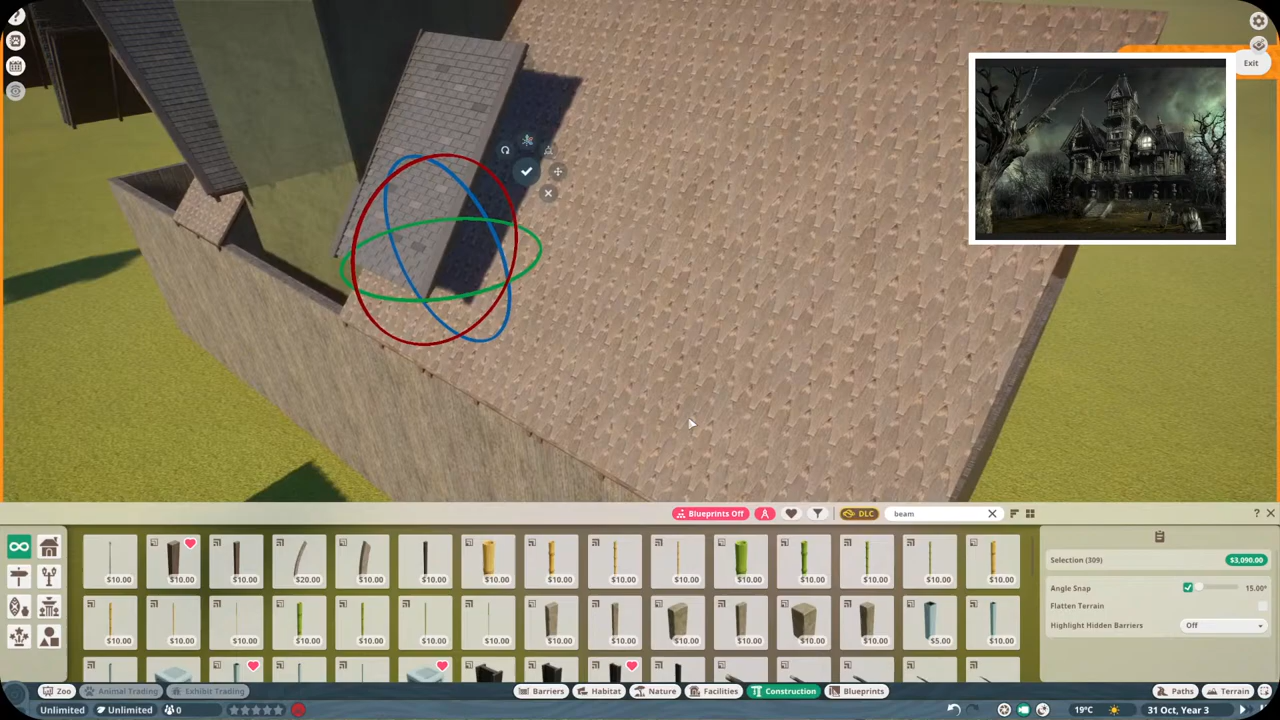 Exit
Blueprints Off
DLC
beam
?
$10.00 $10.00 $10.00 $20.00 $10.00 $10.00 $10.00 $10.00 $10.00 $10.00 $10.00 $10.00 $10.00 $10.00 $10.00
$10.00 $10.00 $10.00 $10.00 $10.00 $10.00 $10.00 $10.00 $10.00 $10.00 $10.00 $10.00 $10.00 $5.00 $10.00
Selection (309) $3,090.00
Angle Snap 15.00°
Flatten Terrain
Highlight Hidden Barriers Off
Zoo Animal Trading Exhibit Trading Barriers Habitat Nature Facilities Construction Blueprints Paths Terrain
Unlimited Unlimited 0 19°C 31 Oct, Year 3